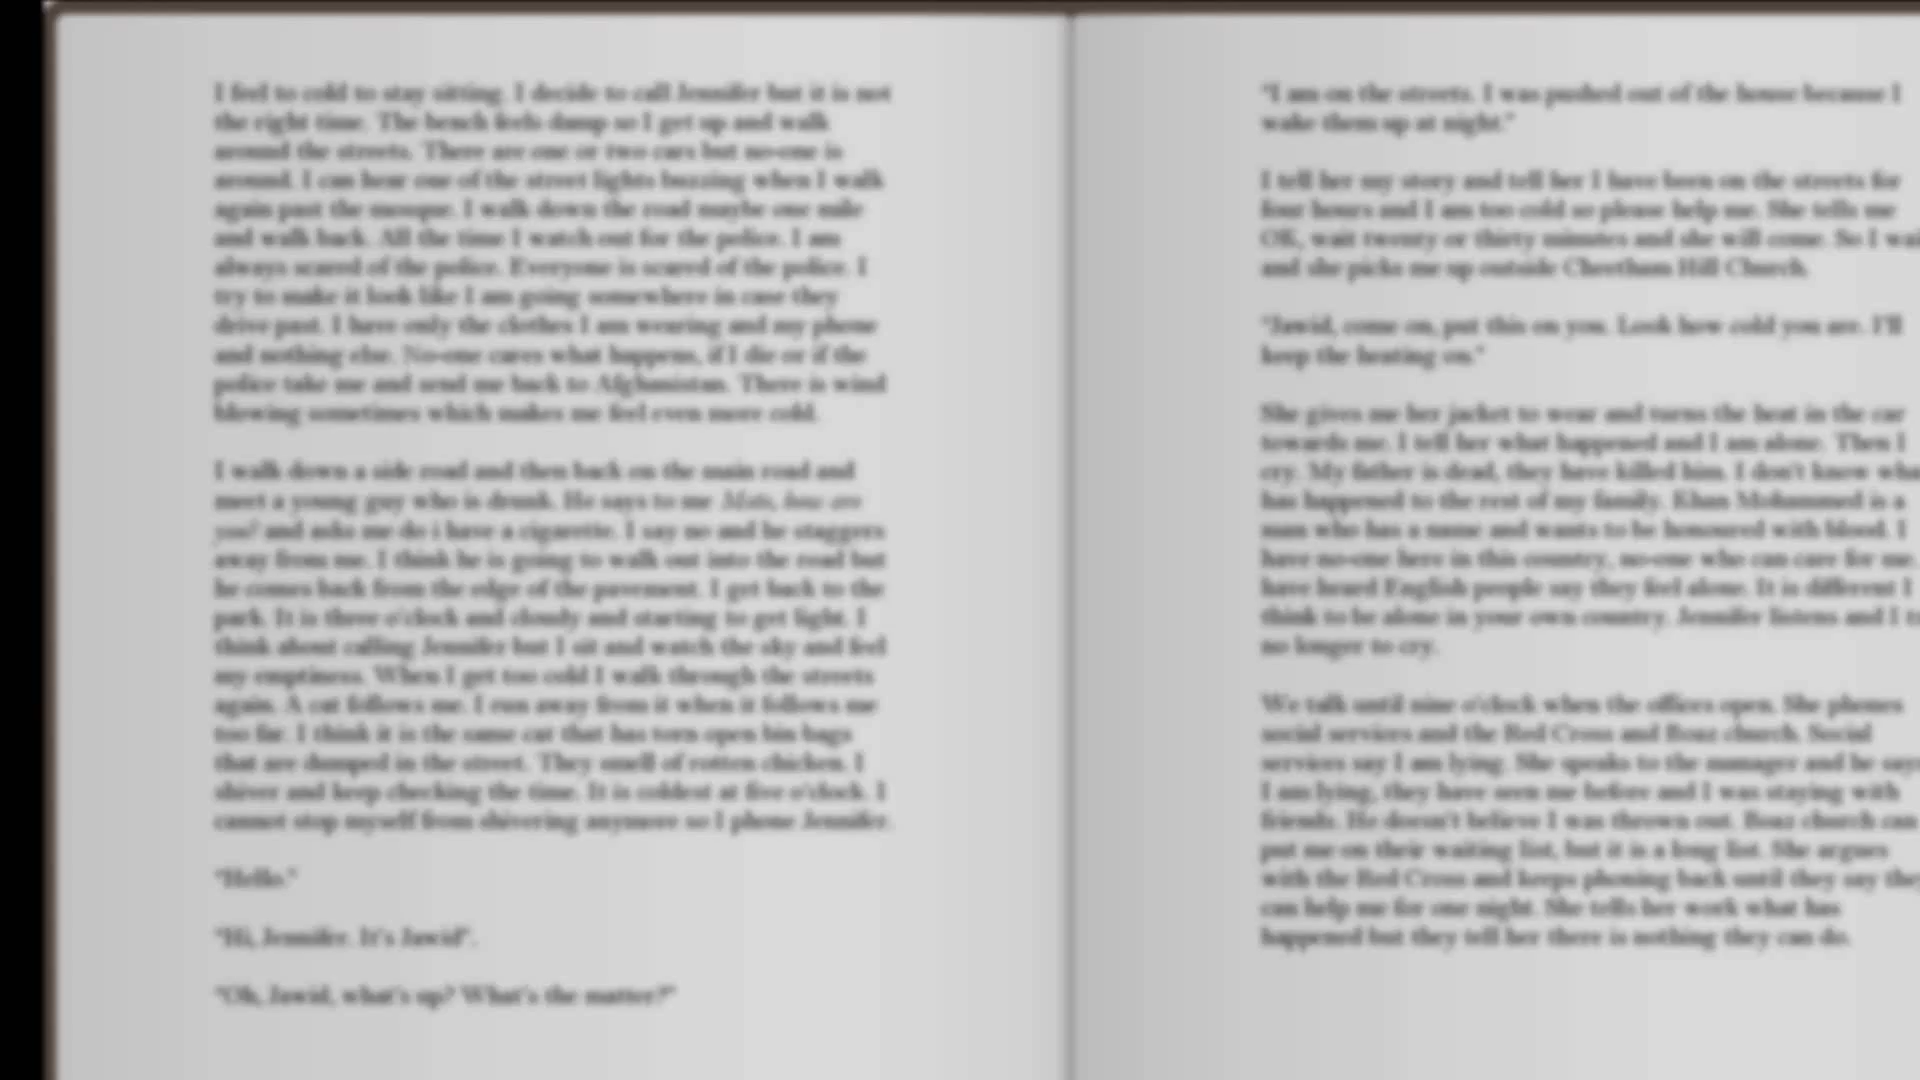 I feel to cold to stay sitting. I decide to call Jennifer but it is not
the right time. The bench feels damp so I get up and walk
around the streets. There are one or two cars but no-one is
around. I can hear one of the street lights buzzing when I walk
again past the mosque. I walk down the road maybe one mile
and walk back. All the time I watch out for the police. I am
always scared of the police. Everyone is scared of the police. I
try to make it look like I am going somewhere in case they
drive past. I have only the clothes I am wearing and my phone
and nothing else. No-one cares what happens, if I die or if the
police take me and send me back to Afghanistan. There is wind
blowing sometimes which makes me feel even more cold.
I walk down a side road and then back on the main road and
meet a young guy who is drunk. He says to me Mate, how are
you? and asks me do i have a cigarette. I say no and he staggers
away from me. I think he is going to walk out into the road but
he comes back from the edge of the pavement. I get back to the
park. It is three o'clock and cloudy and starting to get light. I
think about calling Jennifer but I sit and watch the sky and feel
my emptiness. When I get too cold I walk through the streets
again. A cat follows me. I run away from it when it follows me
too far. I think it is the same cat that has torn open bin bags
that are dumped in the street. They smell of rotten chicken. I
shiver and keep checking the time. It is coldest at five o'clock. I
cannot stop myself from shivering anymore so I phone Jennifer.
"Hello."
"Hi, Jennifer. It's Jawid".
"Oh, Jawid, what's up? What's the matter?"
"I am on the streets. I was pushed out of the house because I
wake them up at night."
I tell her my story and tell her I have been on the streets for
four hours and I am too cold so please help me. She tells me
OK, wait twenty or thirty minutes and she will come. So I wai
and she picks me up outside Cheetham Hill Church.
"Jawid, come on, put this on you. Look how cold you are. I'll
keep the heating on."
She gives me her jacket to wear and turns the heat in the car
towards me. I tell her what happened and I am alone. Then I
cry. My father is dead, they have killed him. I don't know wha
has happened to the rest of my family. Khan Mohammed is a
man who has a name and wants to be honoured with blood. I
have no-one here in this country, no-one who can care for me.
have heard English people say they feel alone. It is different I
think to be alone in your own country. Jennifer listens and I t
no longer to cry.
We talk until nine o'clock when the offices open. She phones
social services and the Red Cross and Boaz church. Social
services say I am lying. She speaks to the manager and he says
I am lying, they have seen me before and I was staying with
friends. He doesn't believe I was thrown out. Boaz church can
put me on their waiting list, but it is a long list. She argues
with the Red Cross and keeps phoning back until they say they
can help me for one night. She tells her work what has
happened but they tell her there is nothing they can do.